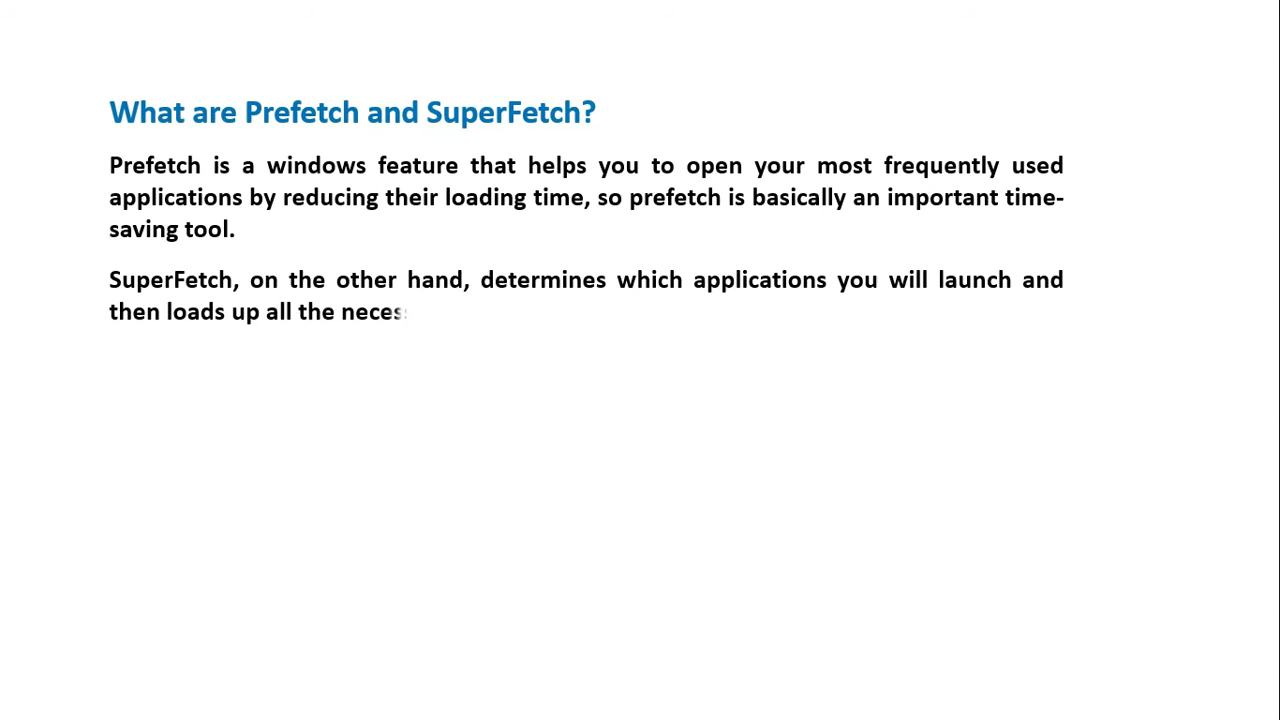 What are Prefetch and SuperFetch?
Prefetch is a windows feature that helps you to open your most frequently used
applications by reducing their loading time, so prefetch is basically an important time-
saving tool.
SuperFetch, on the other hand, determines which applications you will launch and
then loads up all the